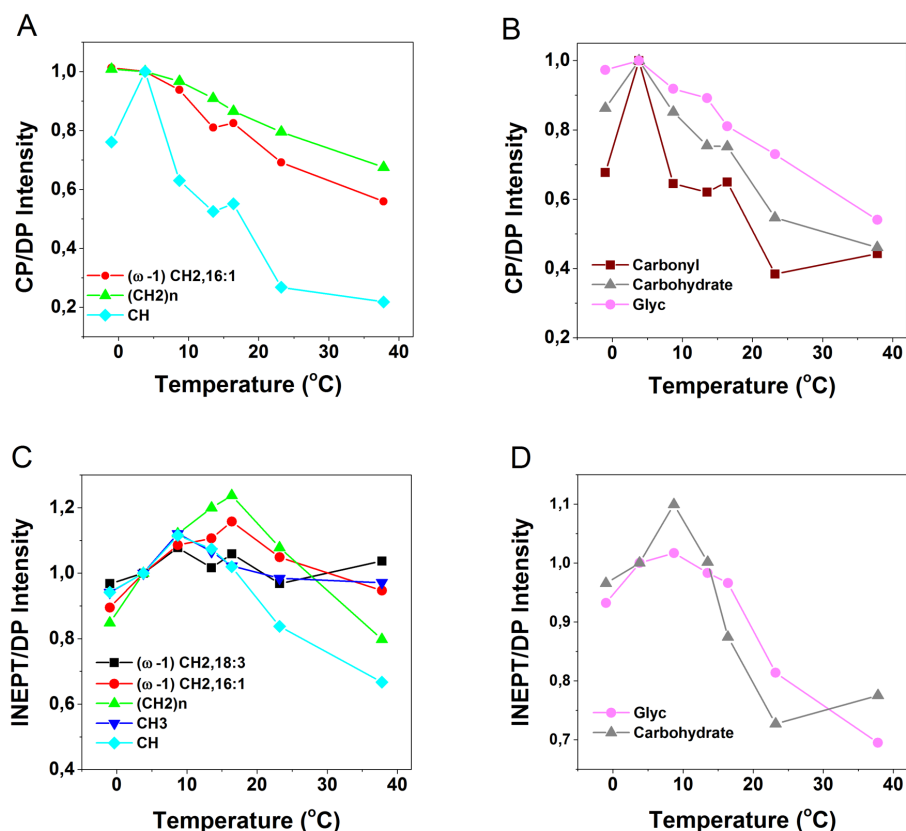 A
1,0
0,8
0,6
0,4
0,2
CP/DP Intensity
(ω -1) CH2,16:1
(CH2)n
CH
0
10
20
30
40
Temperature (oC)
B
1,0
0,8
0,6
0,4
0,2
CP/DP Intensity
Carbonyl
Carbohydrate
Glyc
0
10
20
30
40
Temperature (oC)
C
1,2
1,0
0,8
0,6
0,4
INEPT/DP Intensity
(ω -1) CH2,18:3
(ω -1) CH2,16:1
(CH2)n
CH3
CH
0
10
20
30
40
Temperature (oC)
D
1,1
1,0
0,9
0,8
0,7
INEPT/DP Intensity
Glyc
Carbohydrate
0
10
20
30
40
Temperature (oC)